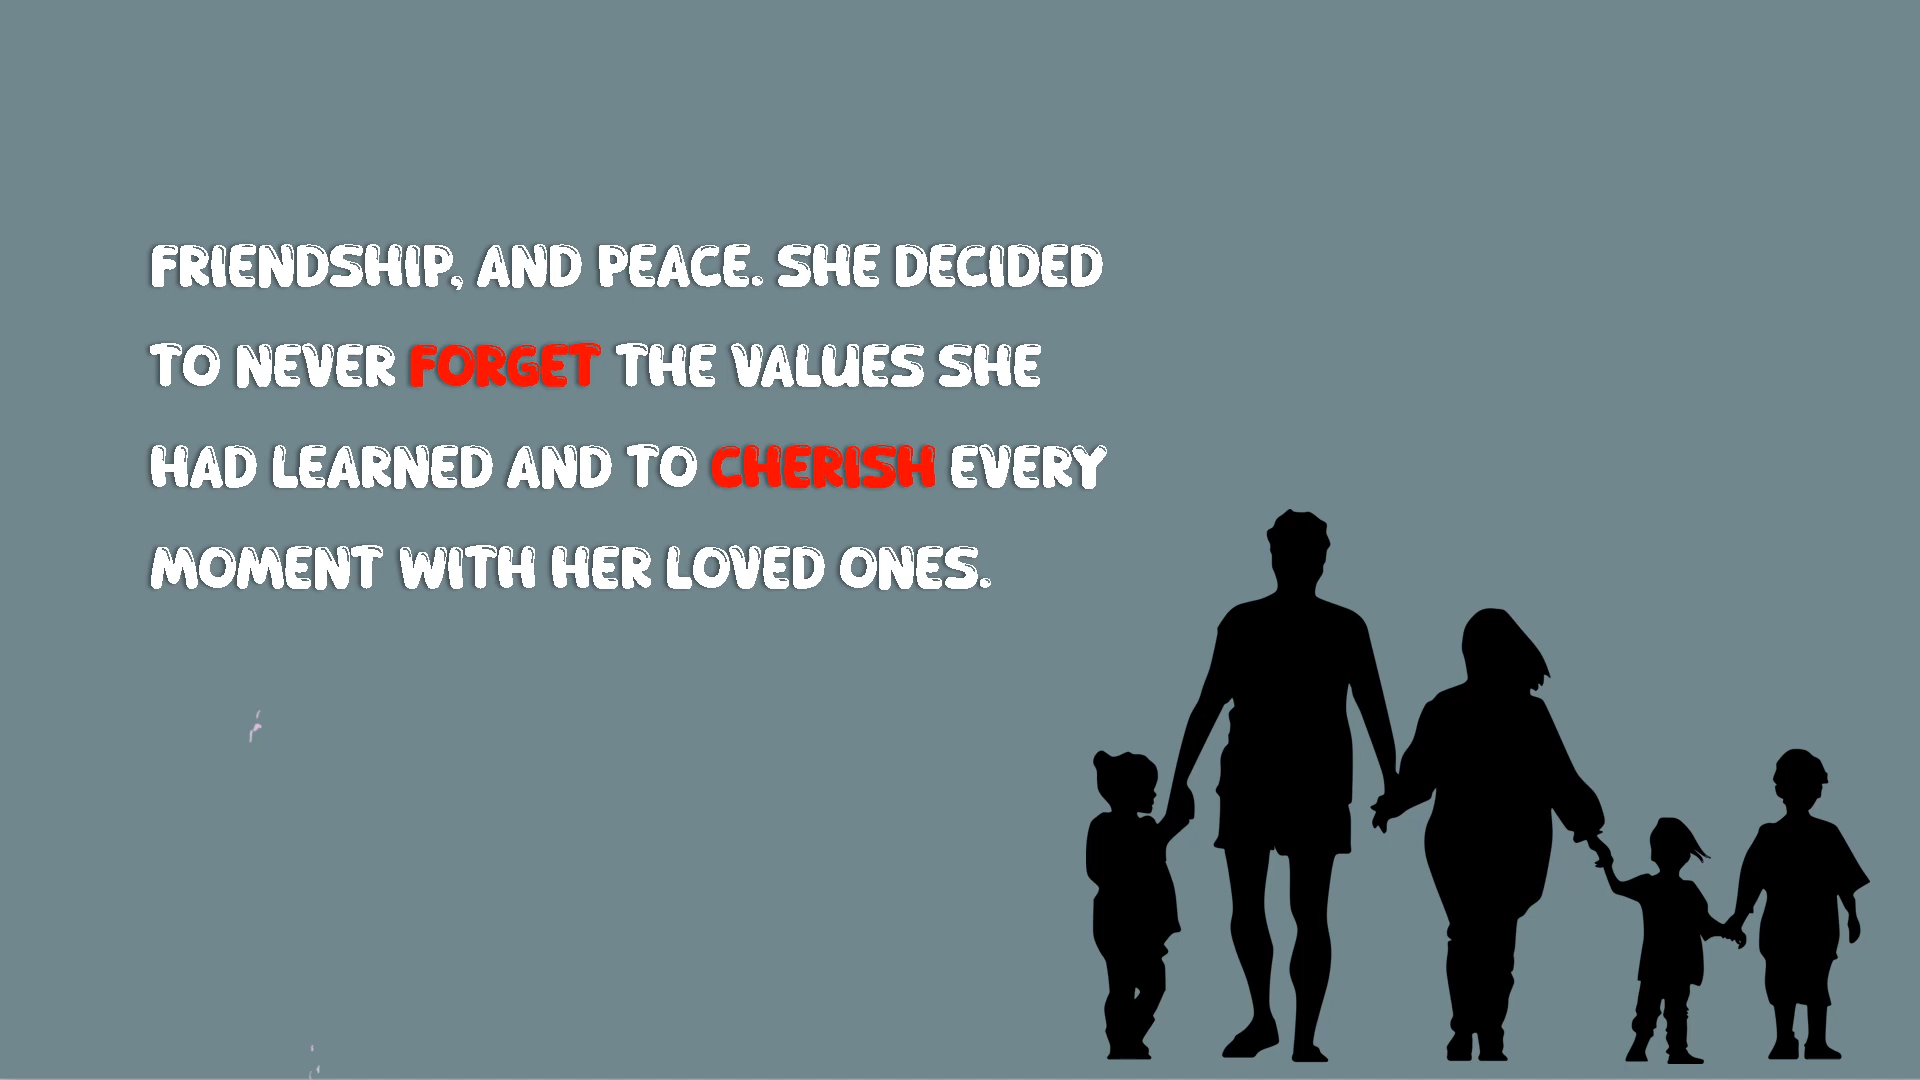 FRIENDSHIP, AND PEACE. SHE DECIDED
TO NEVER FORGET THE VALUES SHE
HAD LEARNED AND TO CHERISH EVERY
MOMENT WITH HER LOVED ONES.